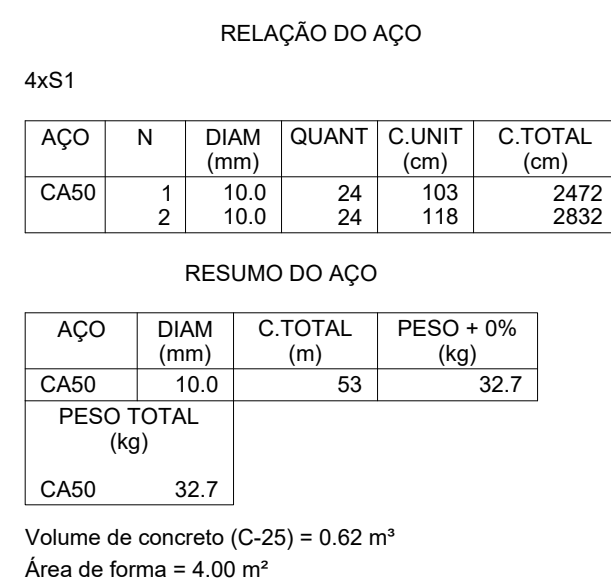 RELAÇÃO DO AÇO
4xS1
AÇO N DIAM QUANT C.UNIT C.TOTAL
(mm) (cm) (cm)
CA50 1 10.0 24 103 2472
2 10.0 24 118 2832
RESUMO DO AÇO
AÇO DIAM C.TOTAL PESO + 0%
(mm) (m) (kg)
CA50 10.0 53 32.7
PESO TOTAL
(kg)
CA50 32.7
Volume de concreto (C-25) = 0.62 m³
Área de forma = 4.00 m²